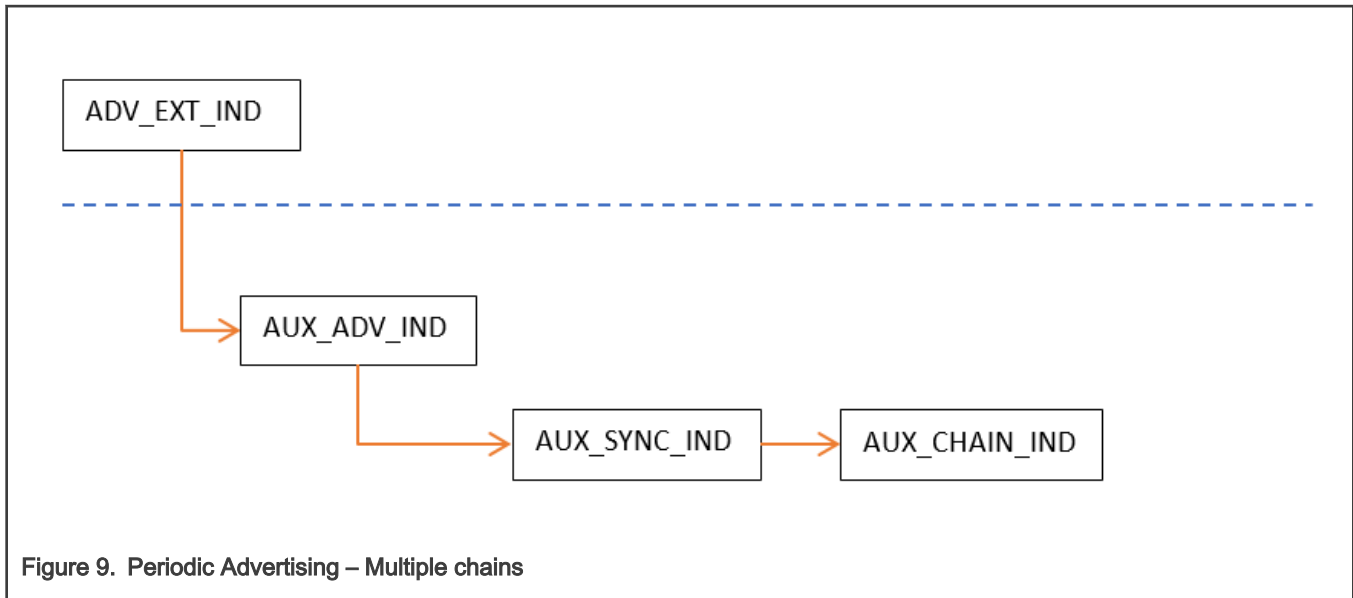 ADV_EXT_IND
AUX_ADV_IND
AUX_SYNC_IND
AUX_CHAIN_IND
Figure 9. Periodic Advertising – Multiple chains